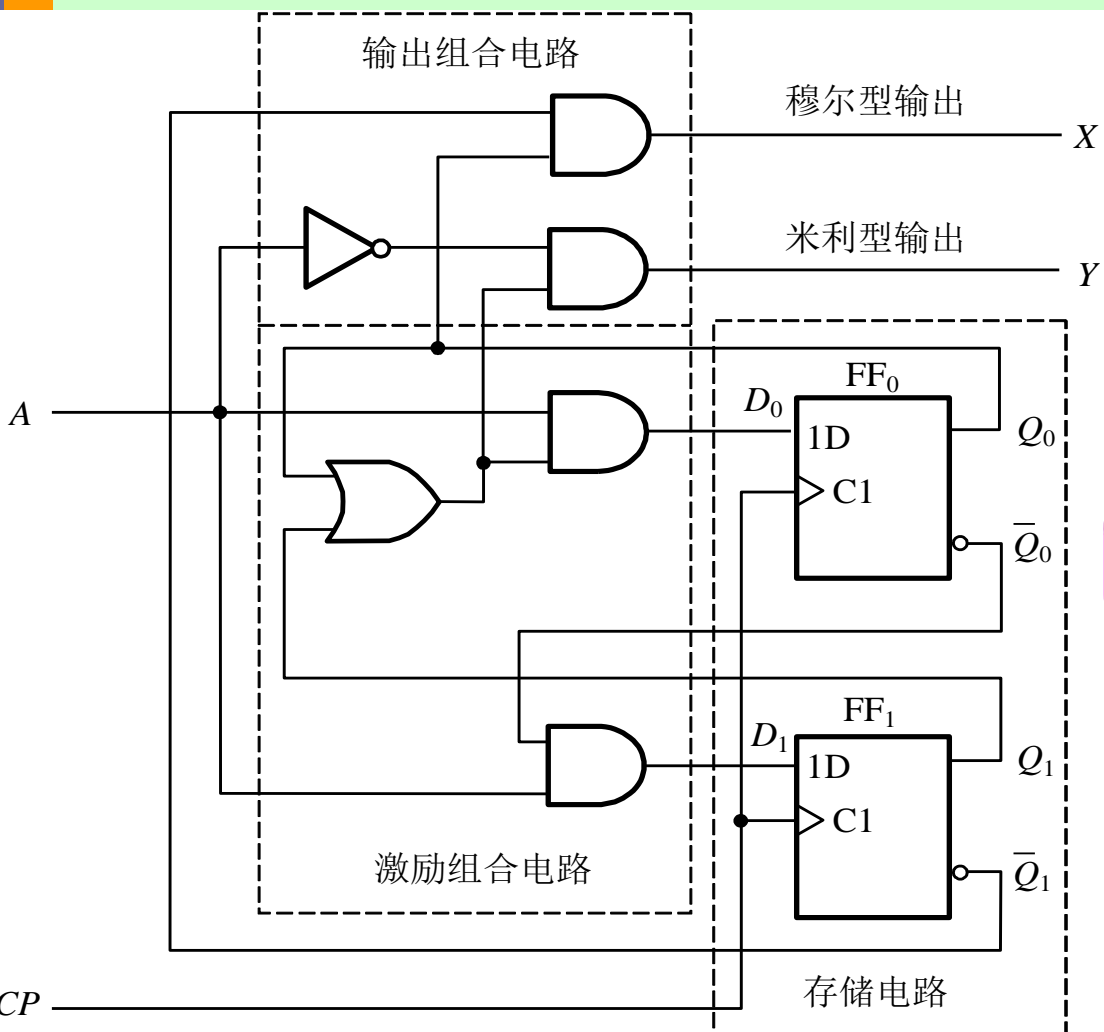 输出组合电路
穆尔型输出
X
米利型输出
Y
A
D₀
FF₀
1D
C1
Q₀
Q̅₀
D₁
FF₁
1D
C1
Q₁
Q̅₁
激励组合电路
存储电路
CP